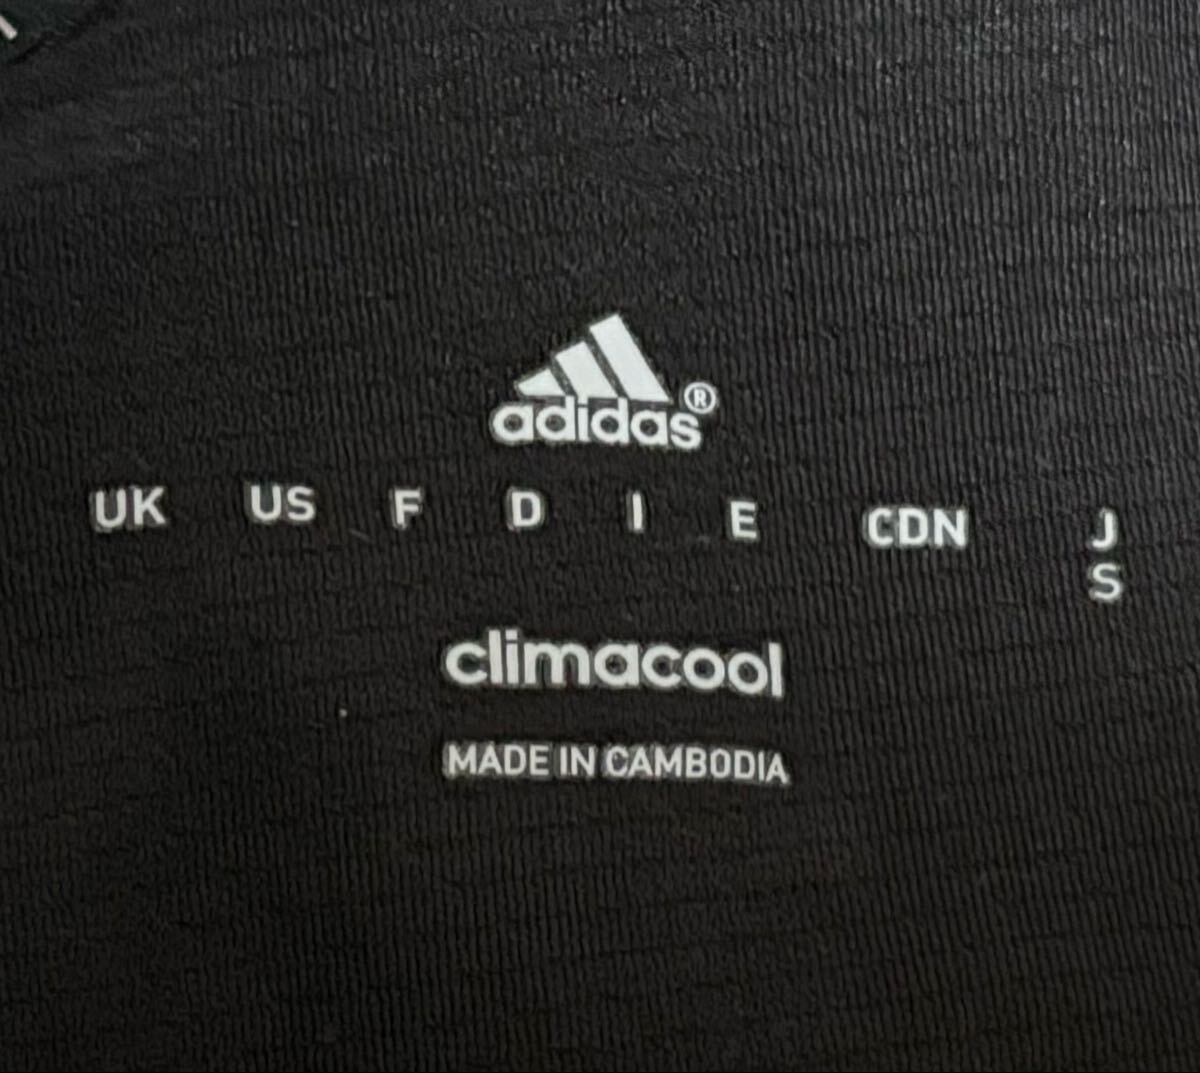 adidas®
UK US F D I E CDN J
S
climacool
MADE IN CAMBODIA